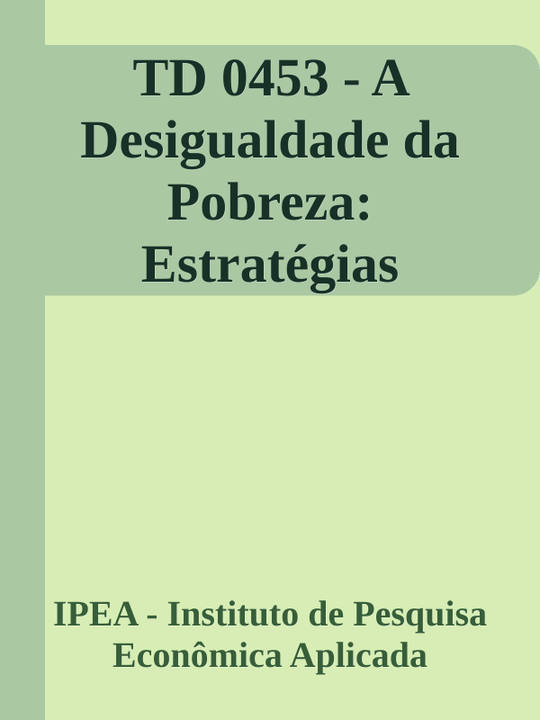 TD 0453 - A
Desigualdade da
Pobreza:
Estratégias
IPEA - Instituto de Pesquisa
Econômica Aplicada